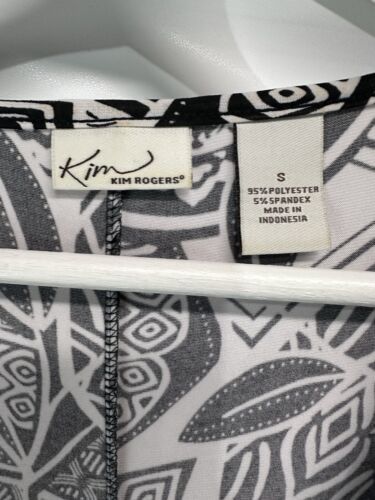 Kim
KIM ROGERS®
S
95% POLYESTER
5% SPANDEX
MADE IN
INDONESIA